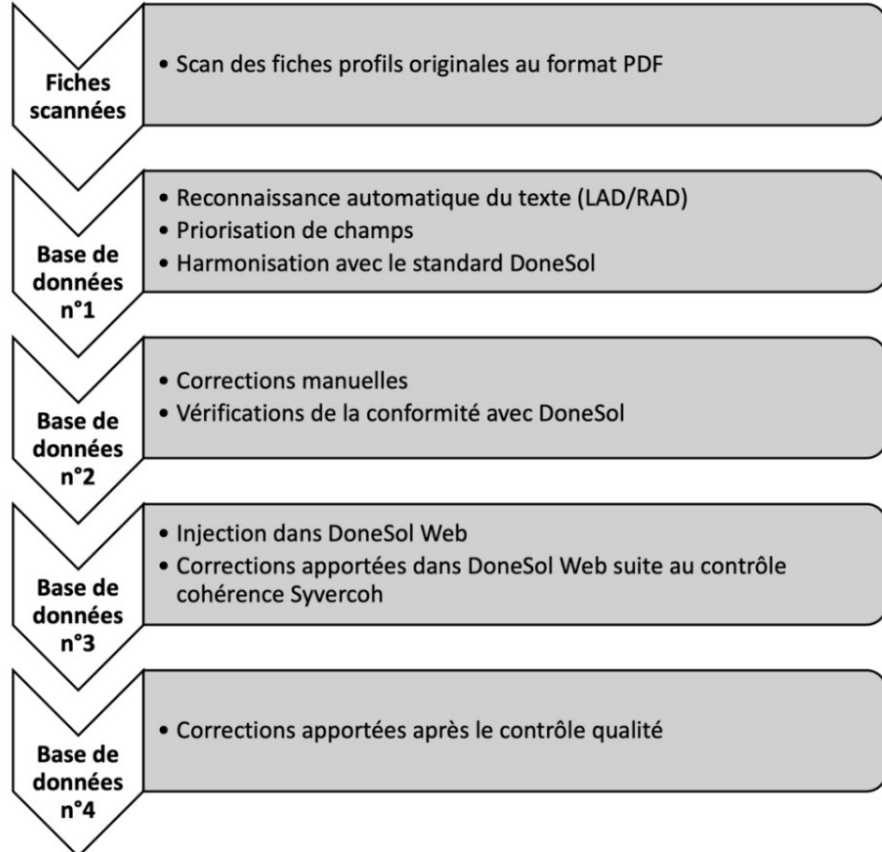 Fiches
scannées
• Scan des fiches profils originales au format PDF
Base de
données
n°1
• Reconnaissance automatique du texte (LAD/RAD)
• Priorisation de champs
• Harmonisation avec le standard DoneSol
Base de
données
n°2
• Corrections manuelles
• Vérifications de la conformité avec DoneSol
Base de
données
n°3
• Injection dans DoneSol Web
• Corrections apportées dans DoneSol Web suite au contrôle
cohérence Syvercoh
Base de
données
n°4
• Corrections apportées après le contrôle qualité